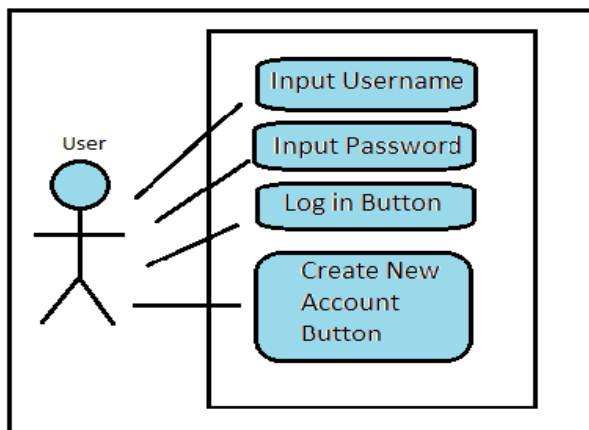 User
Input Username
Input Password
Log in Button
Create New
Account
Button